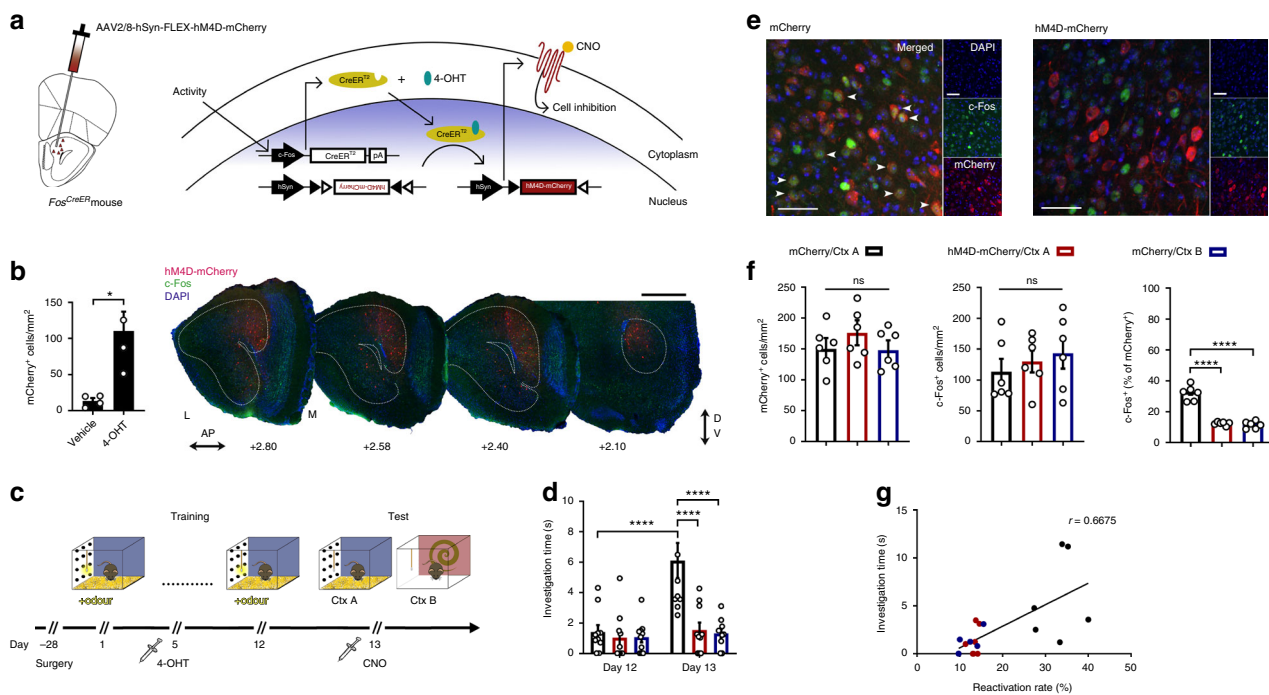 a
AAV2/8-hSyn-FLEX-hM4D-mCherry
Fos^CreER mouse
Activity
CreER^T2
+
4-OHT
CNO
Cell inhibition
CreER^T2
Cytoplasm
c-Fos
CreER^T2
pA
hSyn
hM4D-mCherry
hSyn
hM4D-mCherry
Nucleus
b
mCherry+ cells/mm²
150
100
50
0
*
Vehicle
4-OHT
hM4D-mCherry
c-Fos
DAPI
L
M
AP
D
V
+2.80
+2.58
+2.40
+2.10
c
Training
Test
+odour
+odour
Ctx A
Ctx B
Day
–28
1
5
12
13
Surgery
4-OHT
CNO
d
Investigation time (s)
10
8
6
4
2
0
****
****
****
Day 12
Day 13
e
mCherry
hM4D-mCherry
Merged
DAPI
c-Fos
mCherry
f
mCherry/Ctx A
hM4D-mCherry/Ctx A
mCherry/Ctx B
mCherry+ cells/mm²
250
200
150
100
50
0
ns
c-Fos+ cells/mm²
250
200
150
100
50
0
ns
c-Fos+ (% of mCherry+)
100
80
60
40
20
0
****
****
g
Investigation time (s)
15
10
5
0
r = 0.6675
0
10
20
30
40
50
Reactivation rate (%)